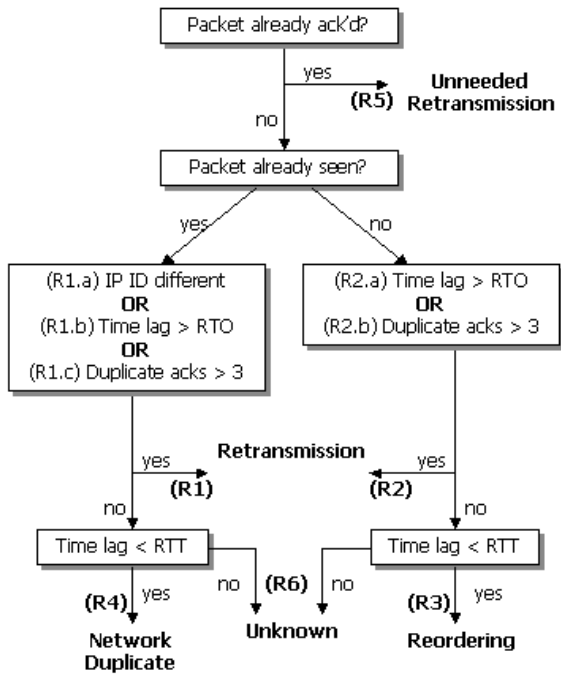 Packet already ack'd?
yes
(R5)
Unneeded
Retransmission
no
Packet already seen?
yes
no
(R1.a) IP ID different
OR
(R1.b) Time lag > RTO
OR
(R1.c) Duplicate acks > 3
(R2.a) Time lag > RTO
OR
(R2.b) Duplicate acks > 3
Retransmission
yes
(R1)
yes
(R2)
no
no
Time lag < RTT
Time lag < RTT
(R4)
yes
no
(R6)
no
(R3)
yes
Network
Duplicate
Unknown
Reordering